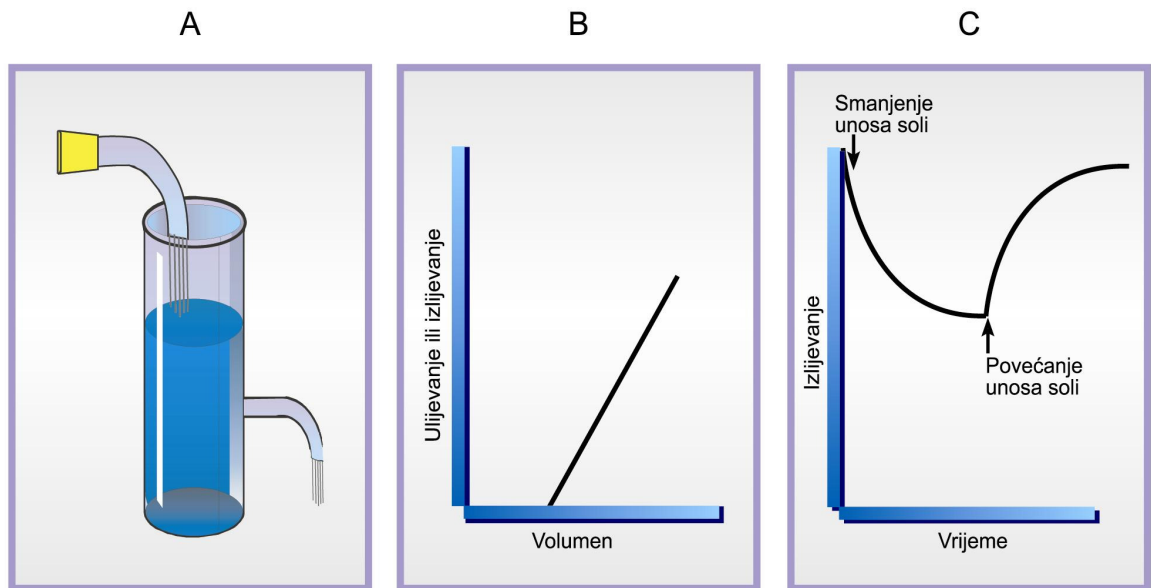 A
B
C
Ulijevanje ili izlijevanje
Volumen
Smanjenje
unosa soli
Izlijevanje
Povećanje
unosa soli
Vrijeme